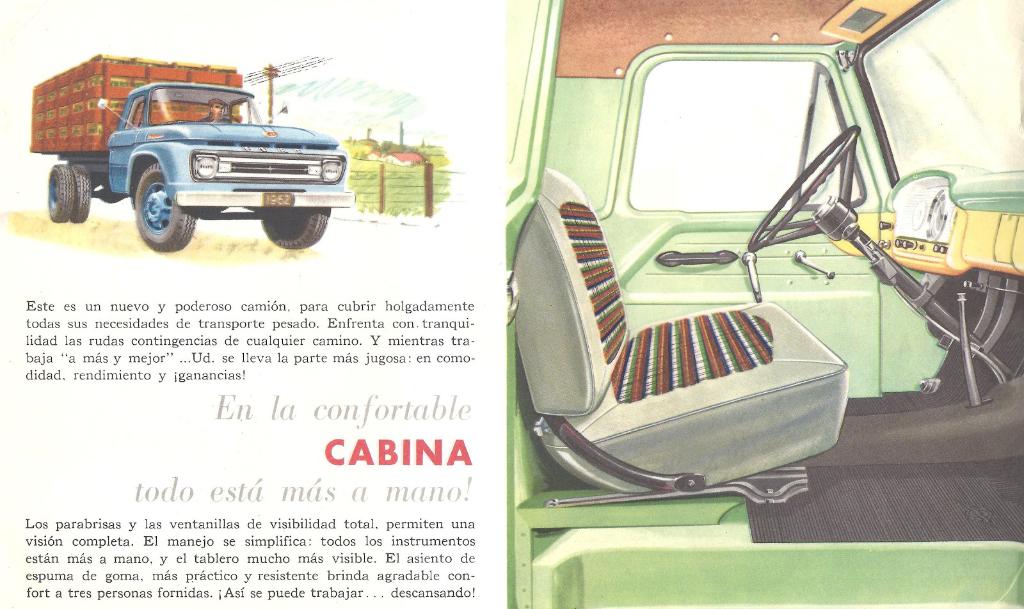 FORD
1962
Este es un nuevo y poderoso camión, para cubrir holgadamente
todas sus necesidades de transporte pesado. Enfrenta con tranqui-
lidad las rudas contingencias de cualquier camino. Y mientras tra-
baja "a más y mejor" ...Ud. se lleva la parte más jugosa: en como-
didad, rendimiento y ¡ganancias!
En la confortable
CABINA
todo está más a mano!
Los parabrisas y las ventanillas de visibilidad total, permiten una
visión completa. El manejo se simplifica: todos los instrumentos
están más a mano, y el tablero mucho más visible. El asiento de
espuma de goma, más práctico y resistente brinda agradable con-
fort a tres personas fornidas. ¡Así se puede trabajar... descansando!